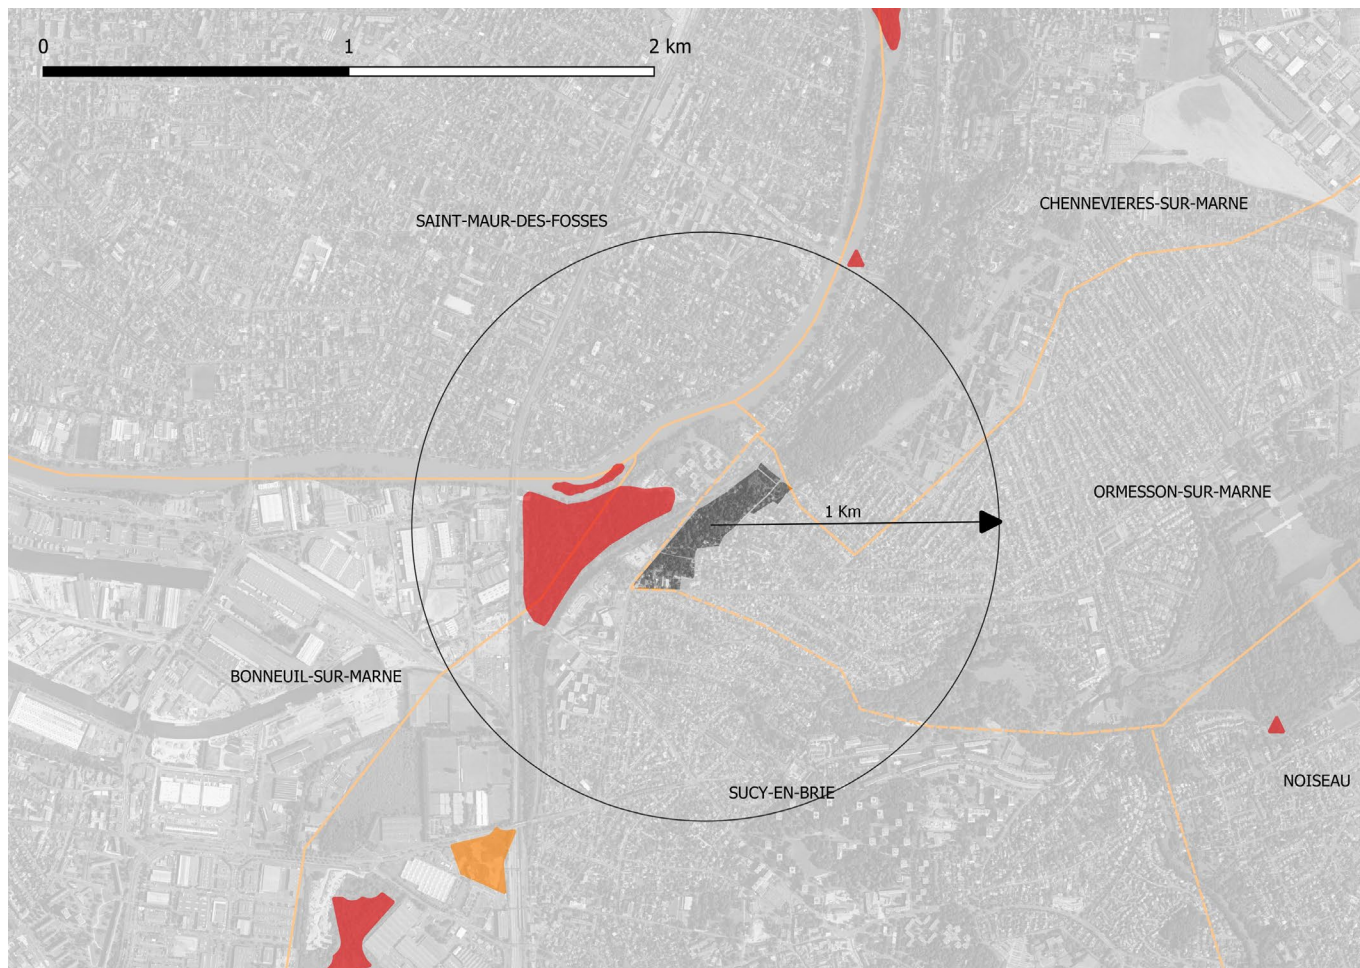 0 1 2 km
CHENNEVIERES-SUR-MARNE
SAINT-MAUR-DES-FOSSES
ORMESSON-SUR-MARNE
1 Km
BONNEUIL-SUR-MARNE
NOISEAU
SUCY-EN-BRIE